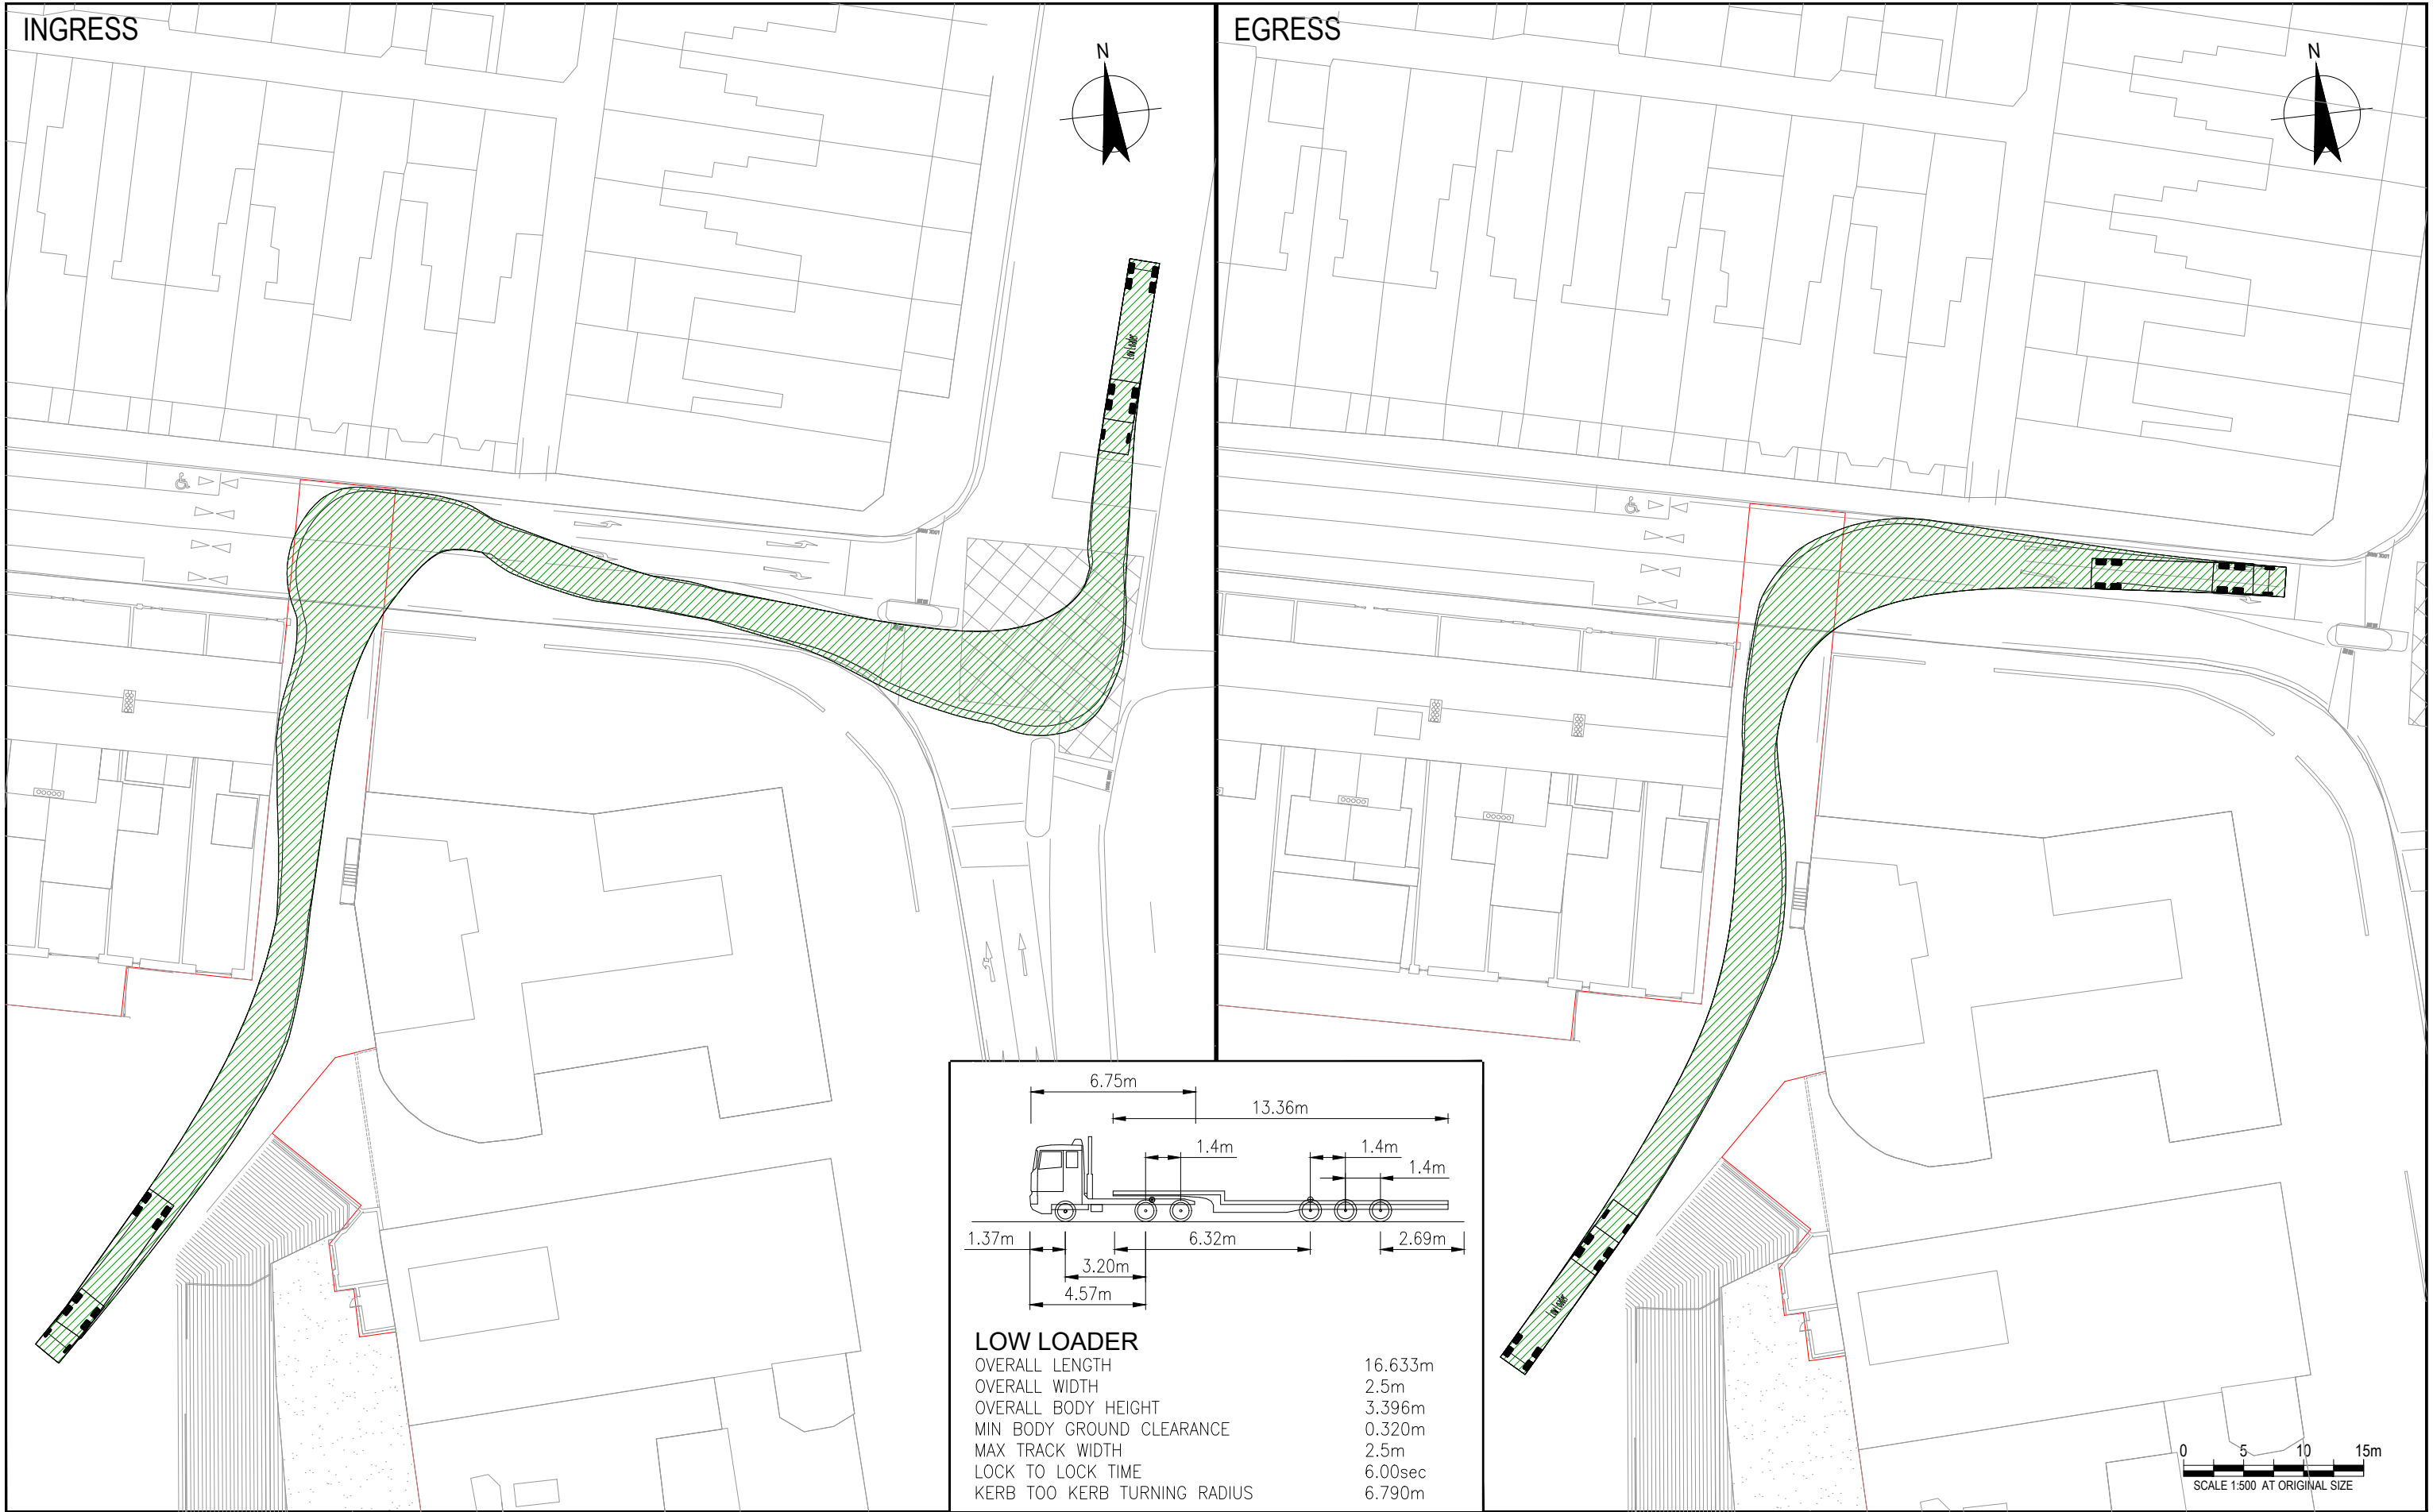 INGRESS
N
EGRESS
N
6.75m
13.36m
1.4m
1.4m
1.4m
1.37m
6.32m
2.69m
3.20m
4.57m
LOW LOADER
OVERALL LENGTH 16.633m
OVERALL WIDTH 2.5m
OVERALL BODY HEIGHT 3.396m
MIN BODY GROUND CLEARANCE 0.320m
MAX TRACK WIDTH 2.5m
LOCK TO LOCK TIME 6.00sec
KERB TOO KERB TURNING RADIUS 6.790m
0 5 10 15m
SCALE 1:500 AT ORIGINAL SIZE